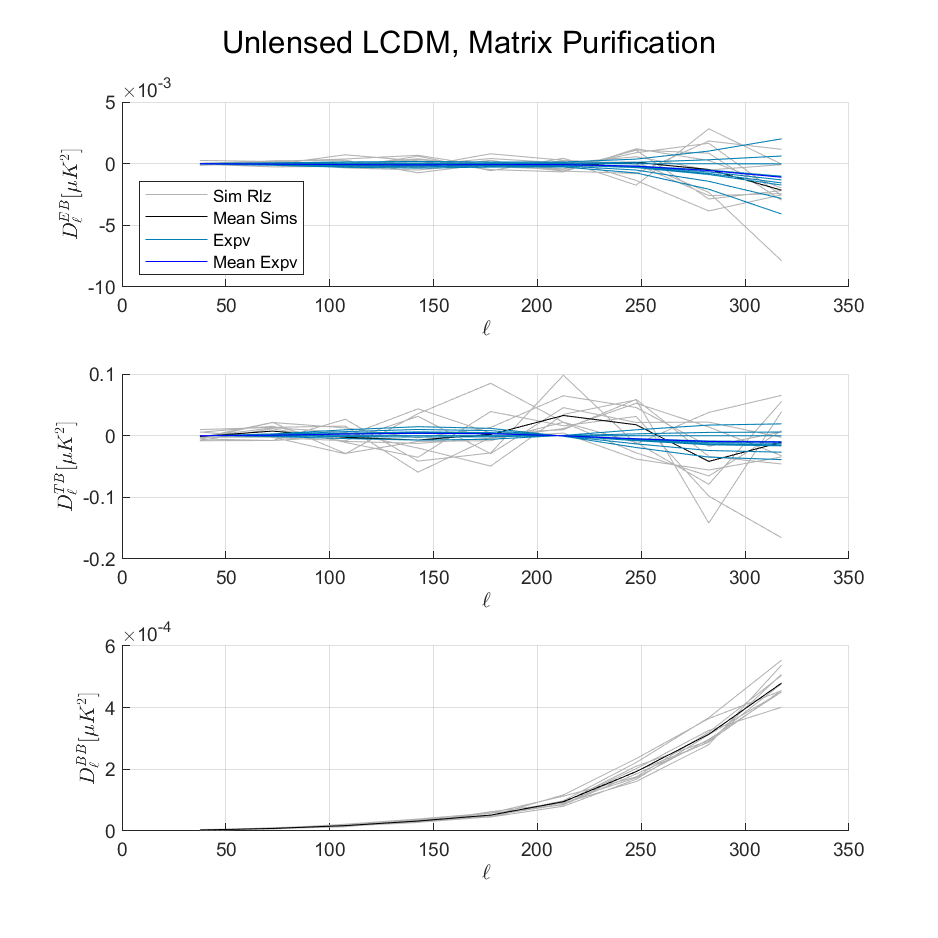 Unlensed LCDM, Matrix Purification
×10⁻³
5
0
-5
-10
D_ℓ^{EB} [μK²]
Sim Rlz
Mean Sims
Expv
Mean Expv
0 50 100 150 200 250 300 350
ℓ
0.1
0
-0.1
-0.2
D_ℓ^{TB} [μK²]
0 50 100 150 200 250 300 350
ℓ
×10⁻⁴
6
4
2
0
D_ℓ^{BB} [μK²]
0 50 100 150 200 250 300 350
ℓ